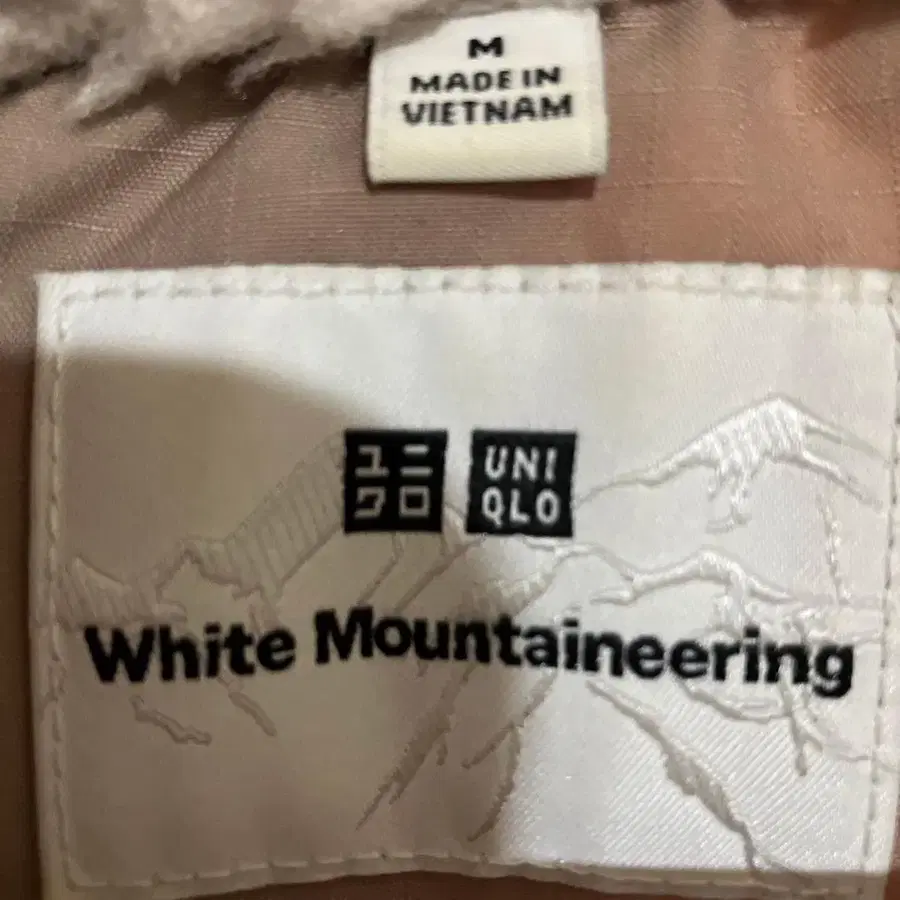 M
MADE IN
VIETNAM
ユニ
クロ
UNI
QLO
White Mountaineering